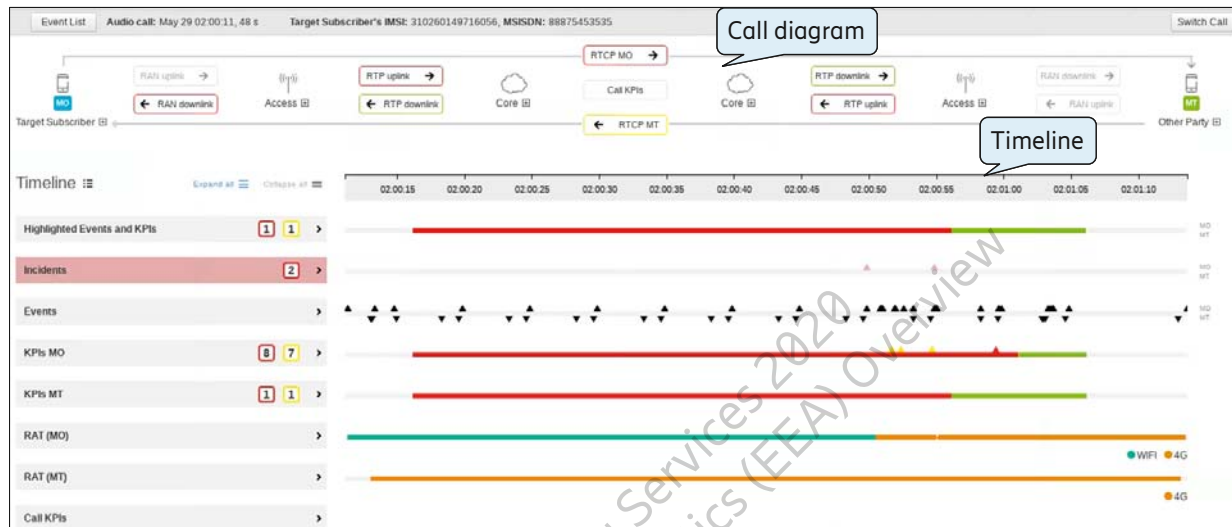 Event List Audio call: May 29 02:00:11, 48 s Target Subscriber's IMSI: 310260149716056, MSISDN: 88875453535 Switch Call
Call diagram
RTCP MO →
RAN uplink → RTP uplink → RTP downlink → RAN downlink →
Call KPIs
MO ← RAN downlink Access ← RTP downlink Core Core ← RTP uplink Access ← RAN uplink MT
Target Subscriber ← RTCP MT Other Party
Timeline
Timeline Expand all Collapse all 02:00:15 02:00:20 02:00:25 02:00:30 02:00:35 02:00:40 02:00:45 02:00:50 02:00:55 02:01:00 02:01:05 02:01:10
Highlighted Events and KPIs 1 1 > MO
MT
Incidents 2 > MO
MT
Events > MO
MT
KPIs MO 8 7 >
KPIs MT 1 1 >
RAT (MO) >
WIFI 4G
RAT (MT) >
4G
Call KPIs >
Services 2020
ics (EEA) Overview